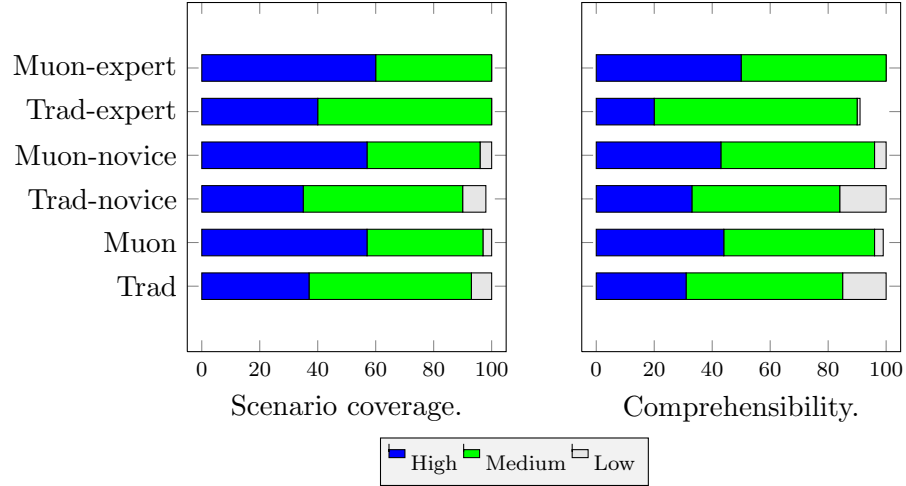 Muon-expert
Trad-expert
Muon-novice
Trad-novice
Muon
Trad
0 20 40 60 80 100
Scenario coverage.
0 20 40 60 80 100
Comprehensibility.
High Medium Low